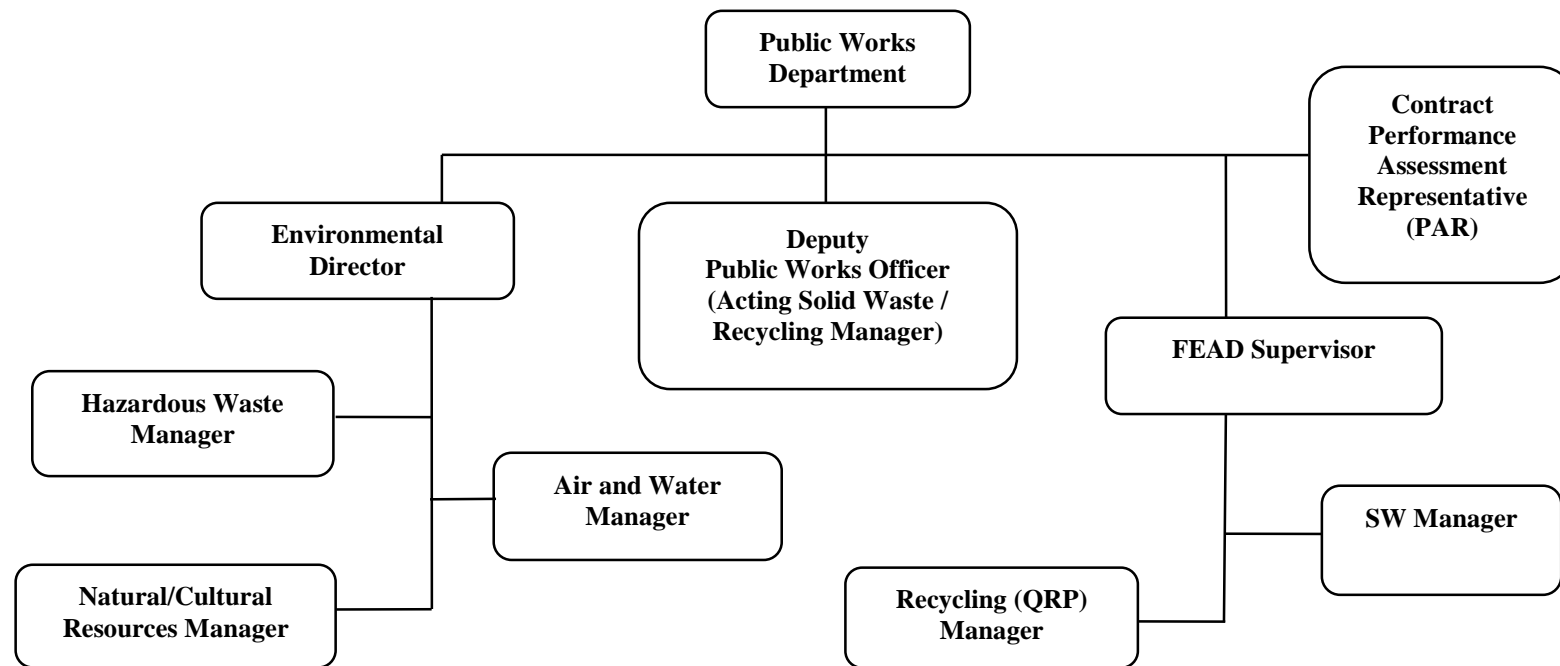 Public Works
Department
Contract
Performance
Assessment
Representative
(PAR)
Environmental
Director
Deputy
Public Works Officer
(Acting Solid Waste /
Recycling Manager)
FEAD Supervisor
Hazardous Waste
Manager
Air and Water
Manager
SW Manager
Natural/Cultural
Resources Manager
Recycling (QRP)
Manager